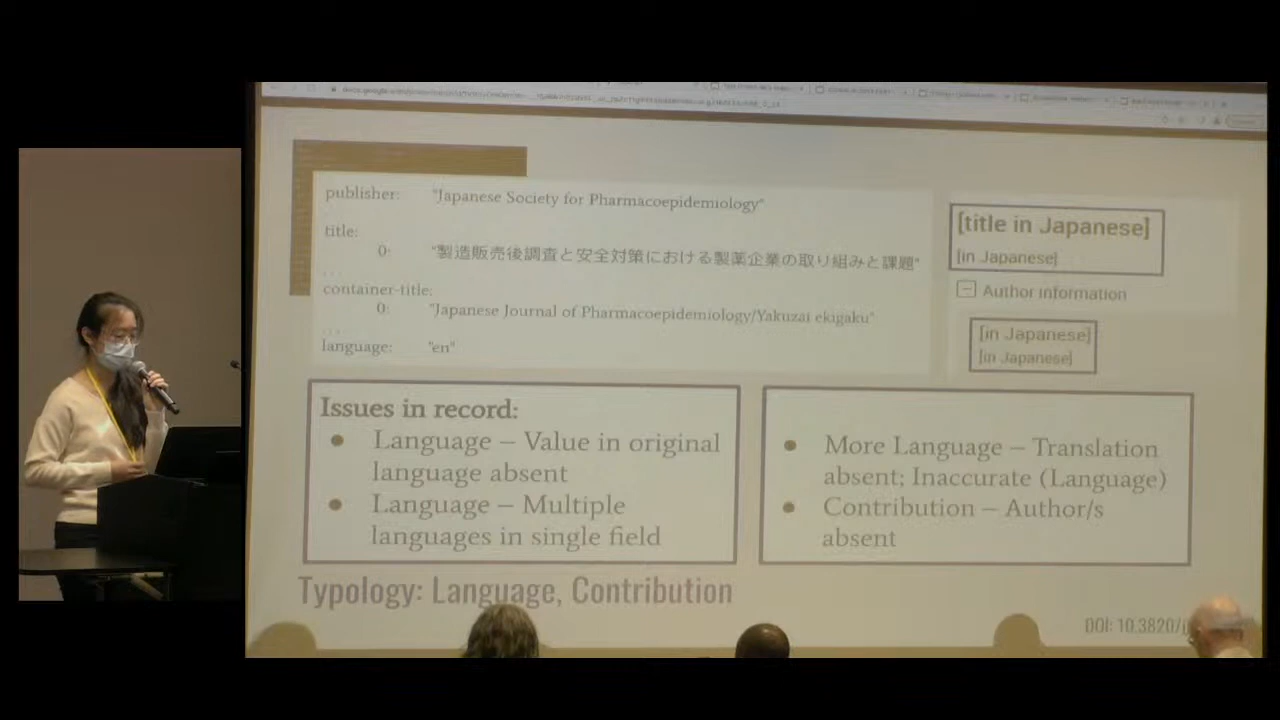 publisher: "Japanese Society for Pharmacoepidemiology"
title:
0: "製造販売後調査と安全対策における製薬企業の取り組みと課題"
...
container-title:
0: "Japanese Journal of Pharmacoepidemiology/Yakuzai ekigaku"
...
language: "en"
[title in Japanese]
[in Japanese]
Author information
[in Japanese]
[in Japanese]
Issues in record:
● Language – Value in original
language absent
● Language – Multiple
languages in single field
● More Language – Translation
absent; Inaccurate (Language)
● Contribution – Author/s
absent
Typology: Language, Contribution
DOI: 10.3820/